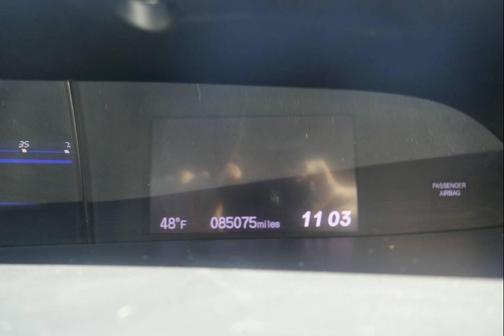 35
PASSENGER
AIRBAG
48°F 085075miles 11 03